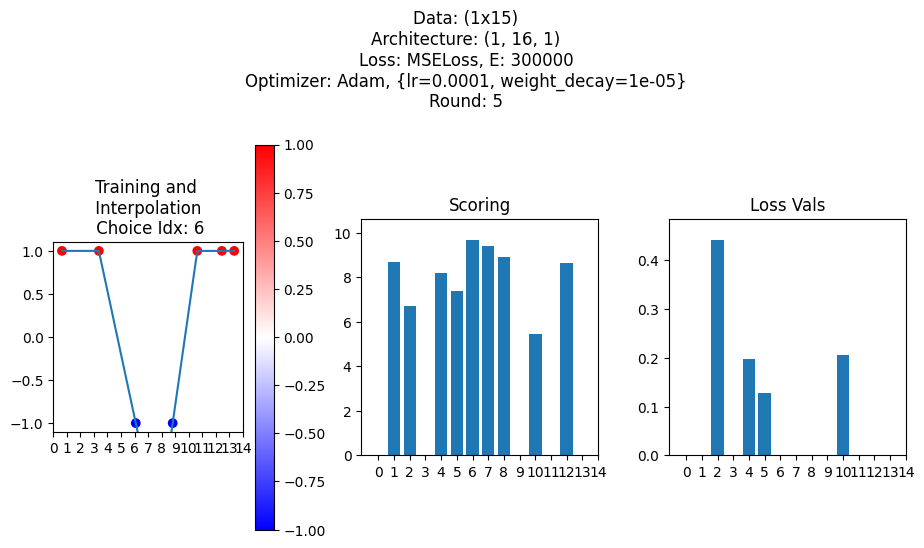 Data: (1x15)
Architecture: (1, 16, 1)
Loss: MSELoss, E: 300000
Optimizer: Adam, {lr=0.0001, weight_decay=1e-05}
Round: 5
Training and
Interpolation
Choice Idx: 6
1.0
0.5
0.0
−0.5
−1.0
0 1 2 3 4 5 6 7 8 9 10 11 12 13 14
1.00
0.75
0.50
0.25
0.00
−0.25
−0.50
−0.75
−1.00
Scoring
10
8
6
4
2
0
0 1 2 3 4 5 6 7 8 9 10 11 12 13 14
Loss Vals
0.4
0.3
0.2
0.1
0.0
0 1 2 3 4 5 6 7 8 9 10 11 12 13 14